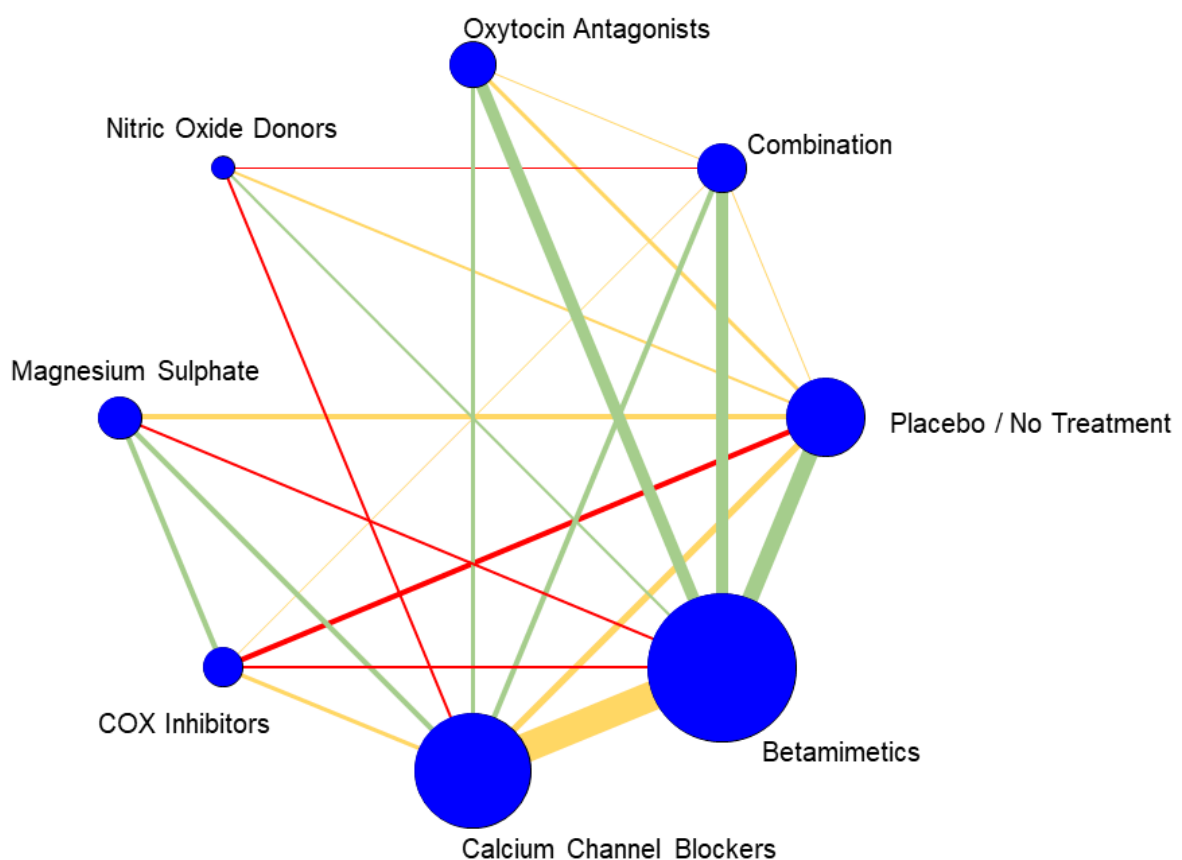 Oxytocin Antagonists
Nitric Oxide Donors
Combination
Magnesium Sulphate
Placebo / No Treatment
COX Inhibitors
Betamimetics
Calcium Channel Blockers